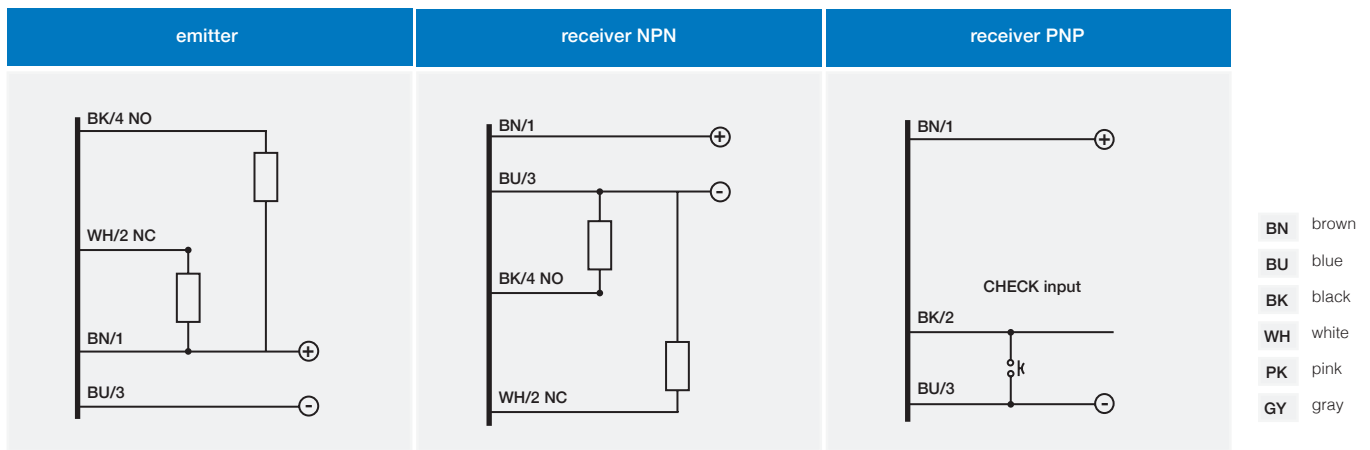 emitter
BK/4 NO
WH/2 NC
BN/1
+
BU/3
-
receiver NPN
BN/1
+
BU/3
-
BK/4 NO
WH/2 NC
receiver PNP
BN/1
+
CHECK input
BK/2
BU/3
-
BN brown
BU blue
BK black
WH white
PK pink
GY gray